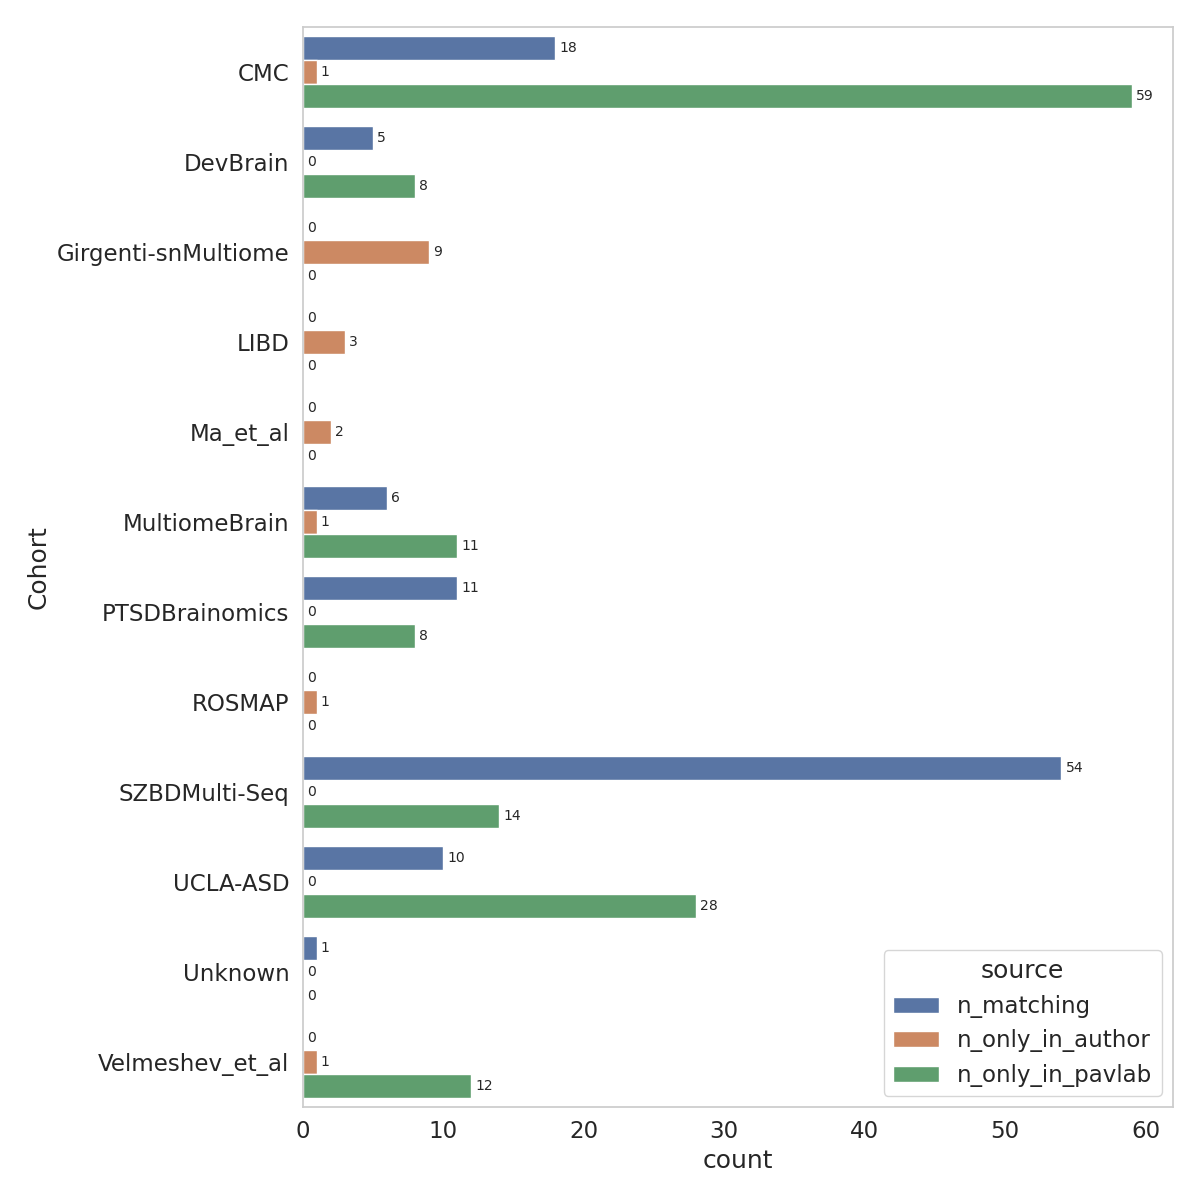 CMC
18
1
59
DevBrain
5
0
8
Girgenti-snMultiome
0
9
0
LIBD
0
3
0
Ma_et_al
0
2
0
MultiomeBrain
6
1
11
PTSDBrainomics
11
0
8
ROSMAP
0
1
0
SZBDMulti-Seq
54
0
14
UCLA-ASD
10
0
28
Unknown
1
0
0
Velmeshev_et_al
0
1
12
Cohort
0 10 20 30 40 50 60
count
source
n_matching
n_only_in_author
n_only_in_pavlab